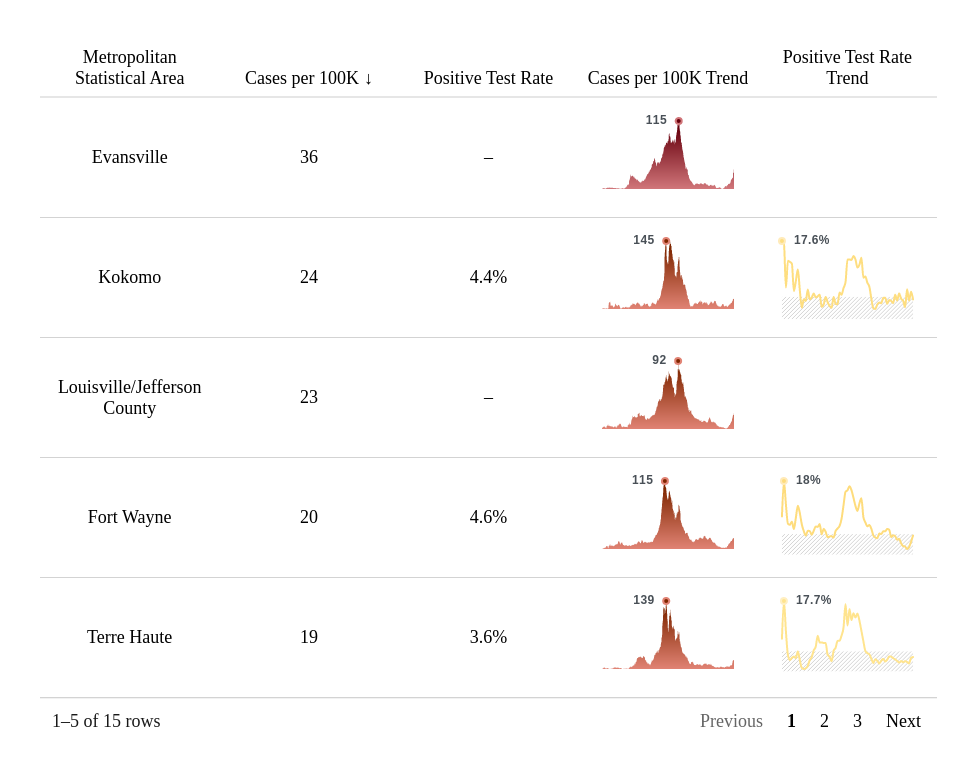 Metropolitan
Statistical Area
Cases per 100K ↓
Positive Test Rate
Cases per 100K Trend
Positive Test Rate
Trend
Evansville
36
–
115
Kokomo
24
4.4%
145
17.6%
Louisville/Jefferson
County
23
–
92
Fort Wayne
20
4.6%
115
18%
Terre Haute
19
3.6%
139
17.7%
1–5 of 15 rows
Previous 1 2 3 Next